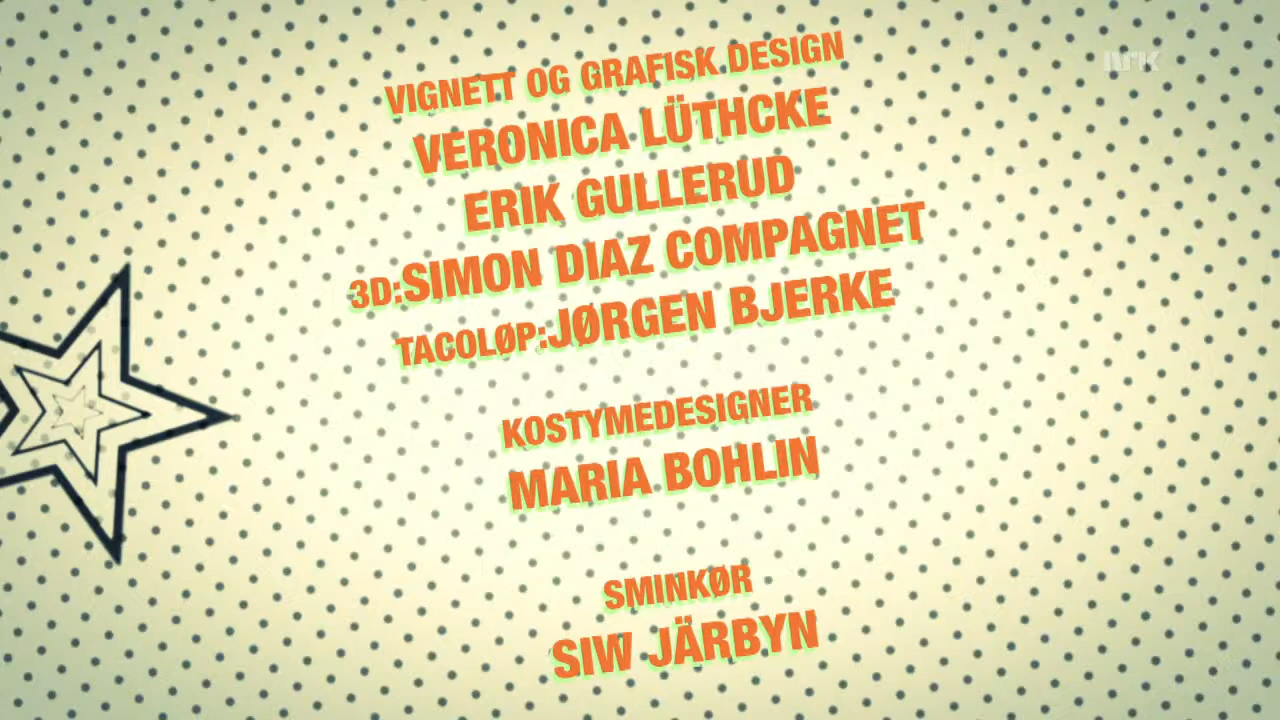 NRK
VIGNETT OG GRAFISK DESIGN
VERONICA LÜTHCKE
ERIK GULLERUD
3D:SIMON DIAZ COMPAGNET
TACOLØP:JØRGEN BJERKE
KOSTYMEDESIGNER
MARIA BOHLIN
SMINKØR
SIW JÄRBYN